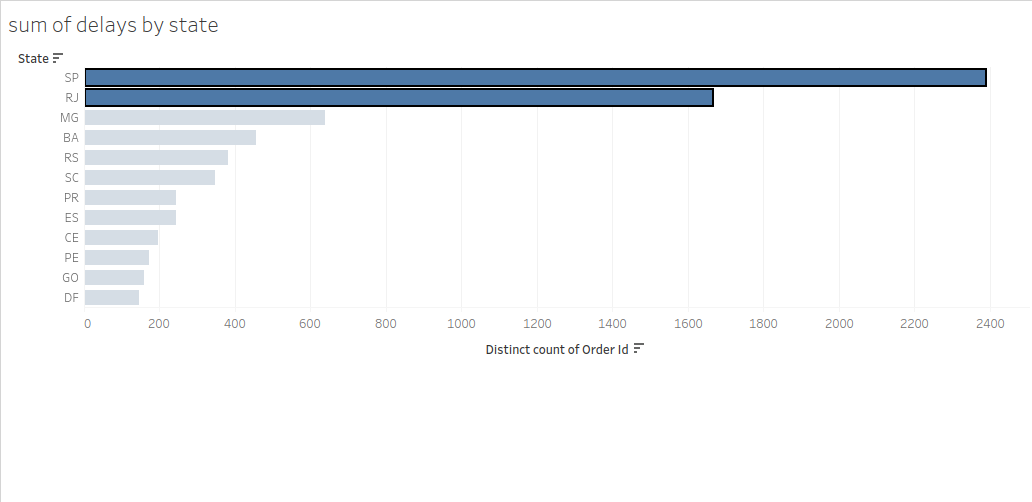 sum of delays by state
State
SP
RJ
MG
BA
RS
SC
PR
ES
CE
PE
GO
DF
0 200 400 600 800 1000 1200 1400 1600 1800 2000 2200 2400
Distinct count of Order Id